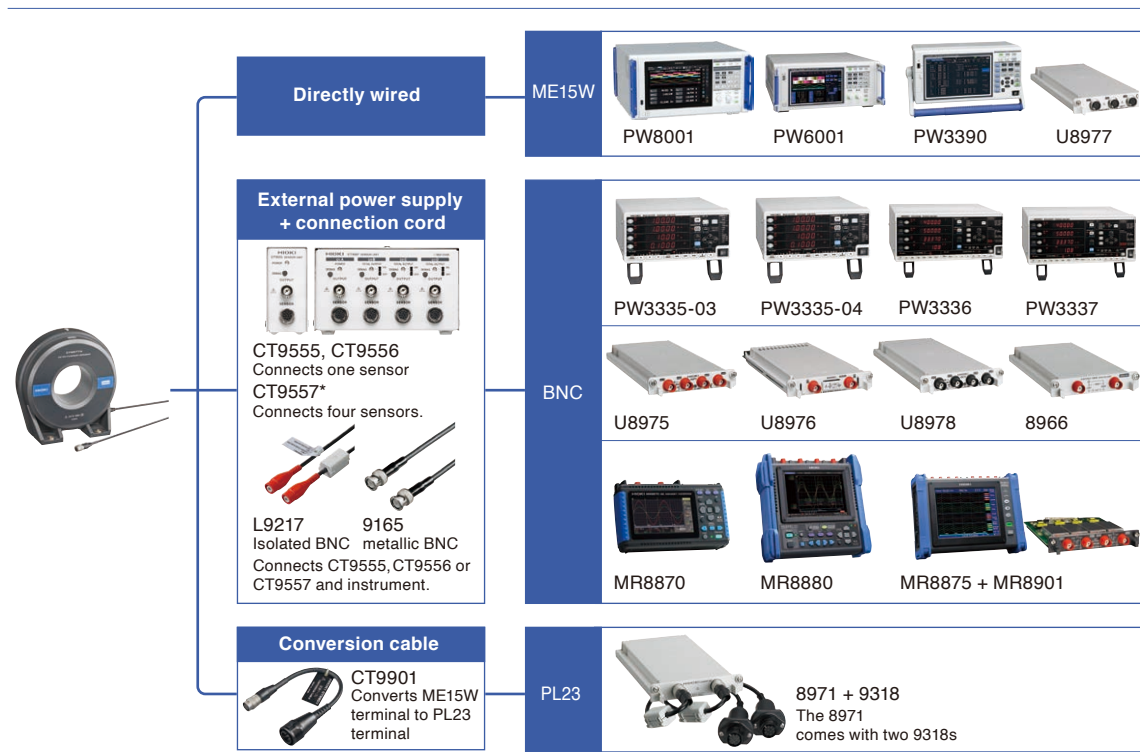 Directly wired
ME15W
PW8001
PW6001
PW3390
U8977
External power supply
+ connection cord
HIOKI
HIOKI
CT9555, CT9556
Connects one sensor
CT9557*
Connects four sensors.
L9217
Isolated BNC
9165
metallic BNC
Connects CT9555, CT9556 or
CT9557 and instrument.
BNC
PW3335-03
PW3335-04
PW3336
PW3337
U8975
U8976
U8978
8966
MR8870
MR8880
MR8875 + MR8901
Conversion cable
CT9901
Converts ME15W
terminal to PL23
terminal
PL23
8971 + 9318
The 8971
comes with two 9318s